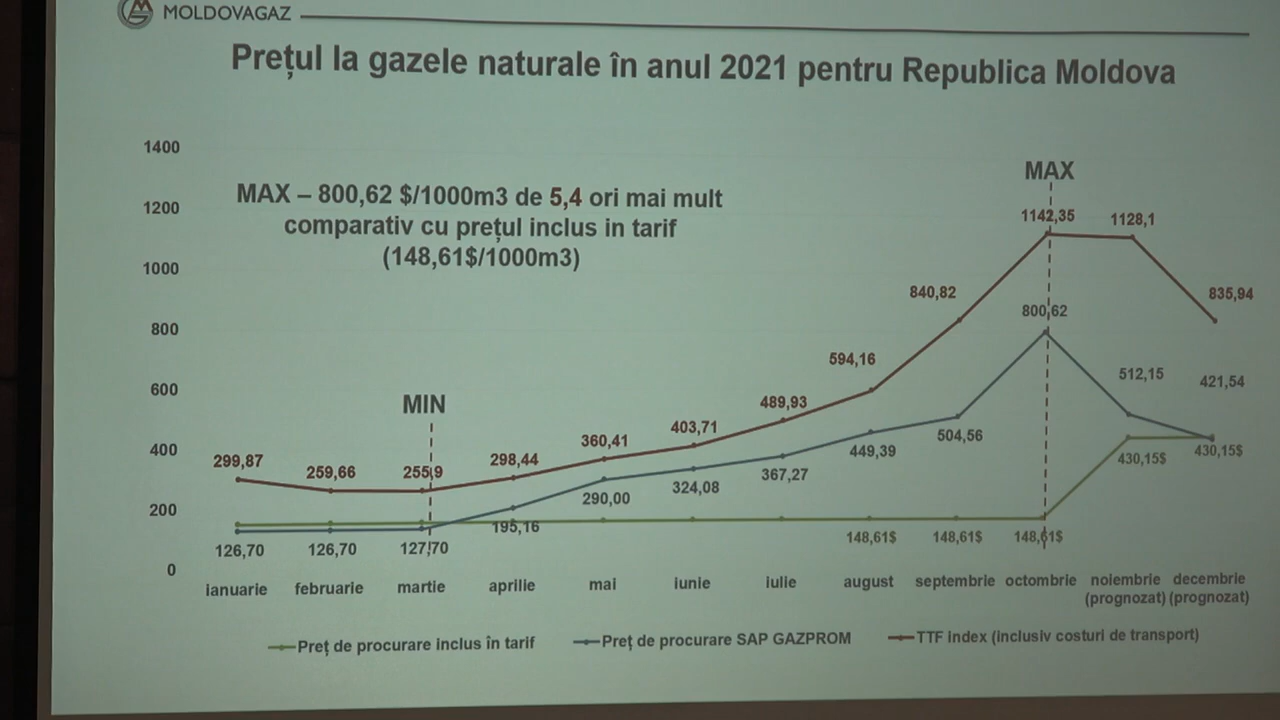 MOLDOVAGAZ
Prețul la gazele naturale în anul 2021 pentru Republica Moldova
1400
1200
1000
800
600
400
200
0
MAX – 800,62 $/1000m3 de 5,4 ori mai mult
comparativ cu prețul inclus in tarif
(148,61$/1000m3)
MIN
MAX
299,87
259,66
255,9
298,44
360,41
403,71
489,93
594,16
840,82
1142,35
1128,1
835,94
126,70
126,70
127,70
195,16
290,00
324,08
367,27
449,39
504,56
800,62
512,15
421,54
148,61$
148,61$
148,61$
430,15$
430,15$
ianuarie
februarie
martie
aprilie
mai
iunie
iulie
august
septembrie
octombrie
noiembrie
(prognozat)
decembrie
(prognozat)
Preț de procurare inclus în tarif
Preț de procurare SAP GAZPROM
TTF index (inclusiv costuri de transport)